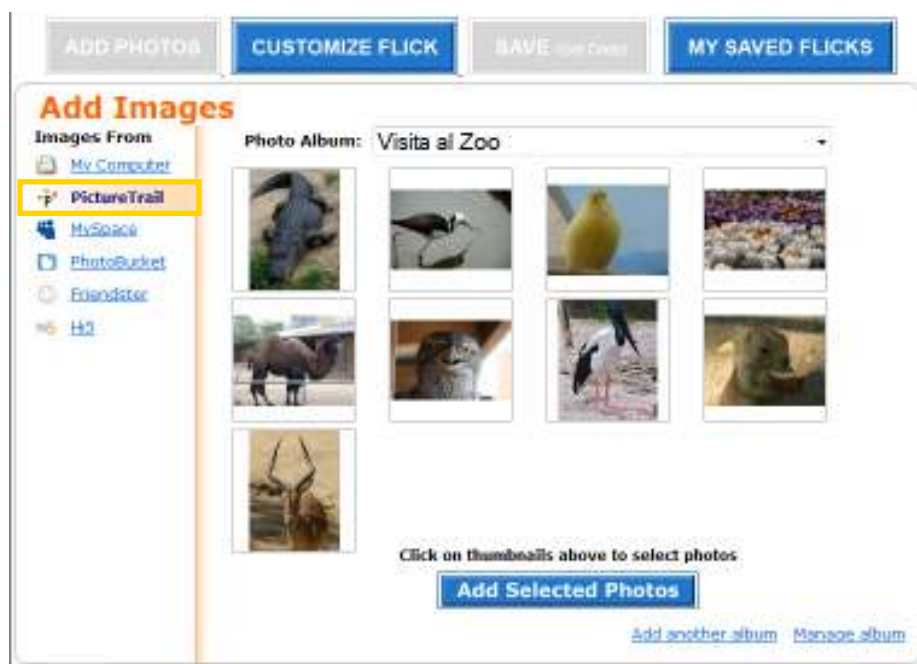 ADD PHOTOS CUSTOMIZE FLICK SAVE MY SAVED FLICKS
Add Images
Images From
Photo Album: Visita al Zoo
My Computer
PictureTrail
MySpace
PhotoBucket
Friendster
Hi5
Click on thumbnails above to select photos
Add Selected Photos
Add another album Manage album